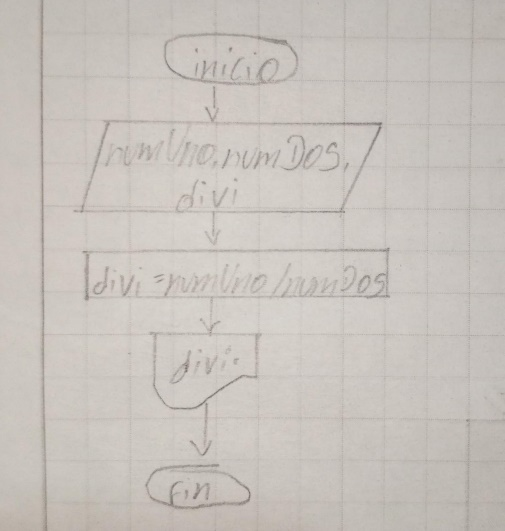 inicio
numUno, numDos,
divi
divi = numUno / numDos
divi.
fin